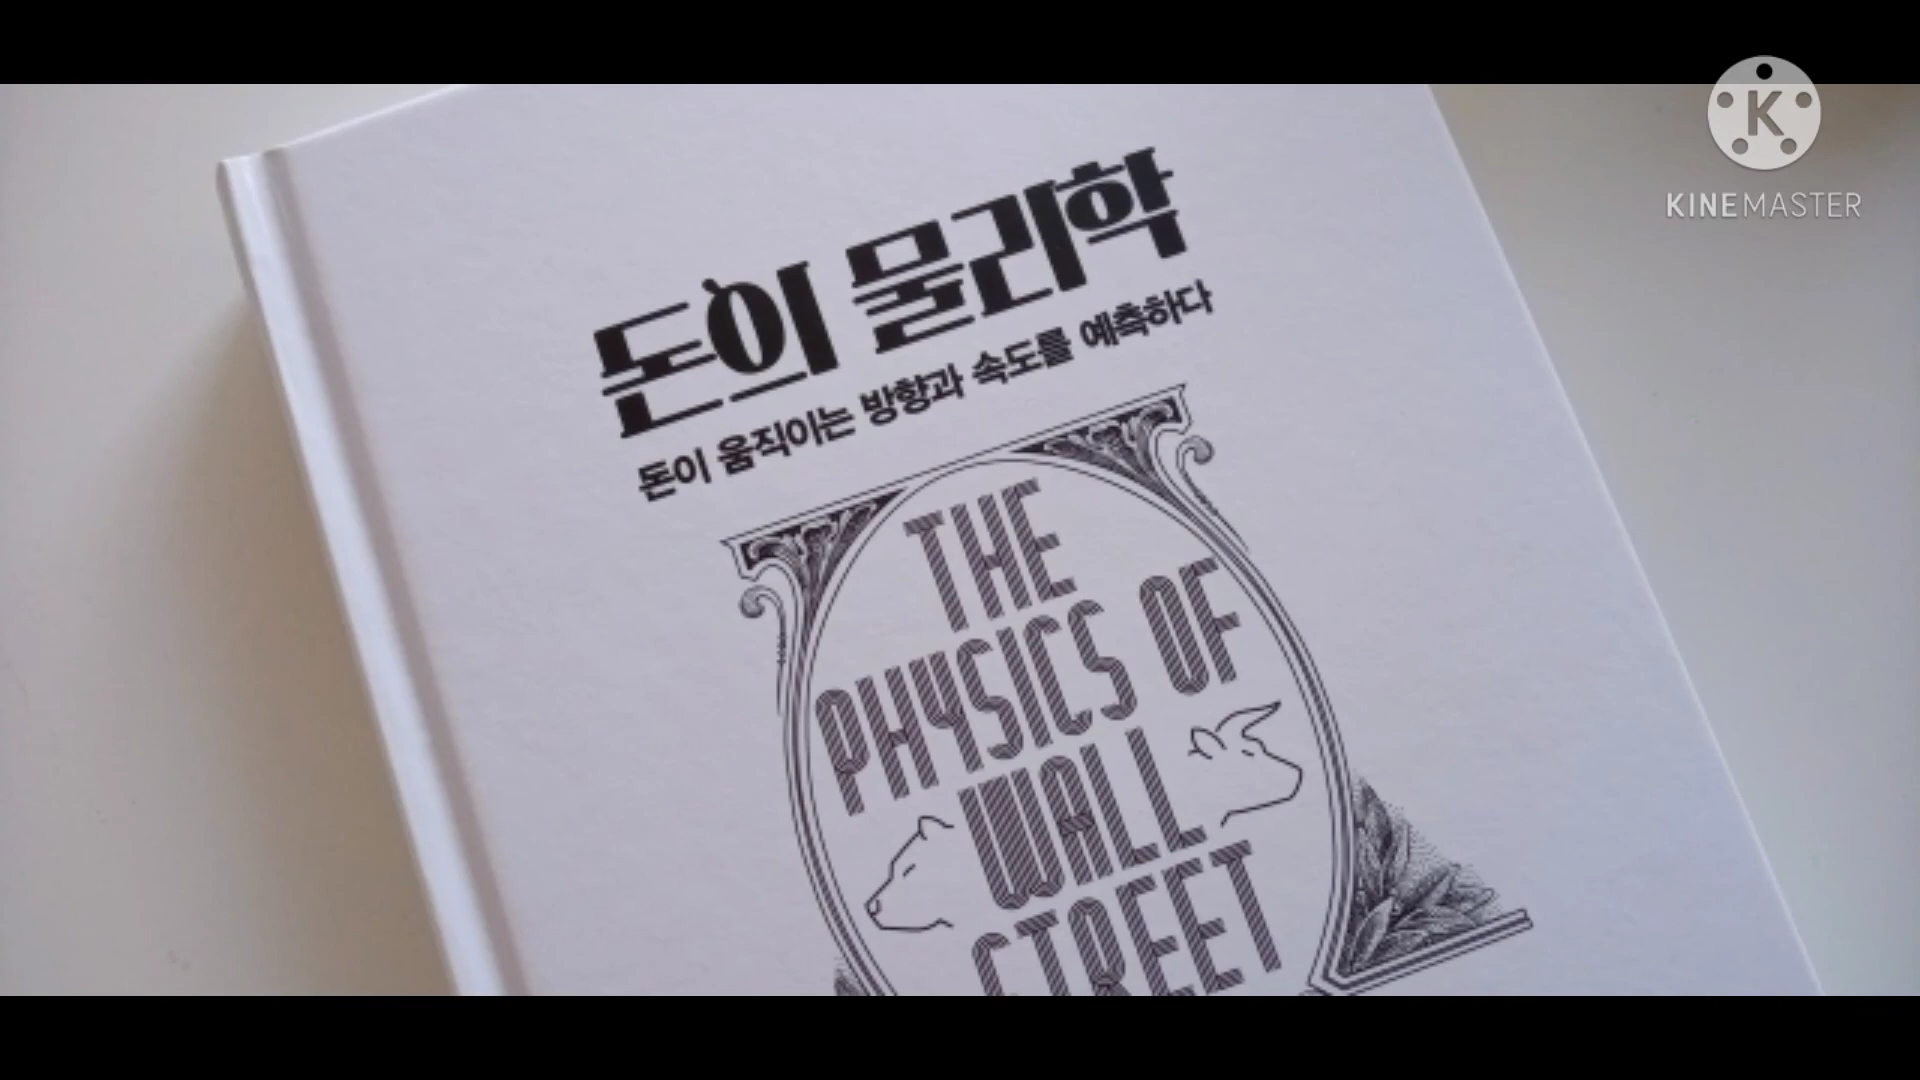 돈의 물리학
돈이 움직이는 방향과 속도를 예측하다
THE
PHYSICS OF
WALL
STREET
K
KINEMASTER